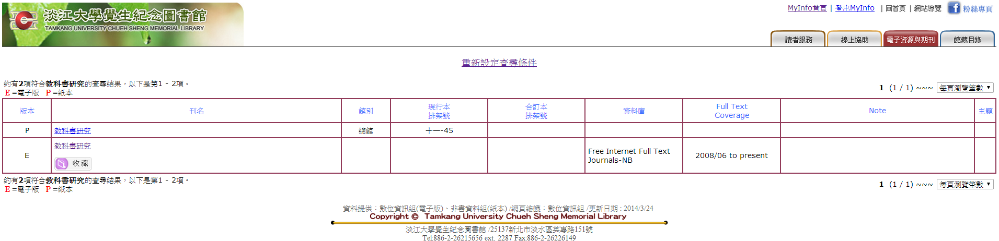 淡江大學覺生紀念圖書館
TAMKANG UNIVERSITY CHUEH SHENG MEMORIAL LIBRARY
MyInfo首頁 | 登出MyInfo | 回首頁 | 網站導覽 粉絲專頁
讀者服務 線上協助 電子資源與期刊 館藏目錄
重新設定查尋條件
約有2項符合教科書研究的查尋結果，以下是第1 - 2項。
E =電子版 P =紙本
1 (1 / 1) ~~~ 每頁瀏覽筆數
版本 刊名 館別 現行本 排架號 合訂本 排架號 資料庫 Full Text Coverage Note 主題
P 教科書研究 總館 十一-45
E 教科書研究 收藏 Free Internet Full Text Journals-NB 2008/06 to present
約有2項符合教科書研究的查尋結果，以下是第1 - 2項。
E =電子版 P =紙本
1 (1 / 1) ~~~ 每頁瀏覽筆數
資料提供：數位資訊組(電子版)、非書資料組(紙本) /網頁維護：數位資訊組 /更新日期 : 2014/3/24
Copyright © Tamkang University Chueh Sheng Memorial Library
淡江大學覺生紀念圖書館 /25137新北市淡水區英專路151號
Tel:886-2-26215656 ext. 2287 Fax:886-2-26226149